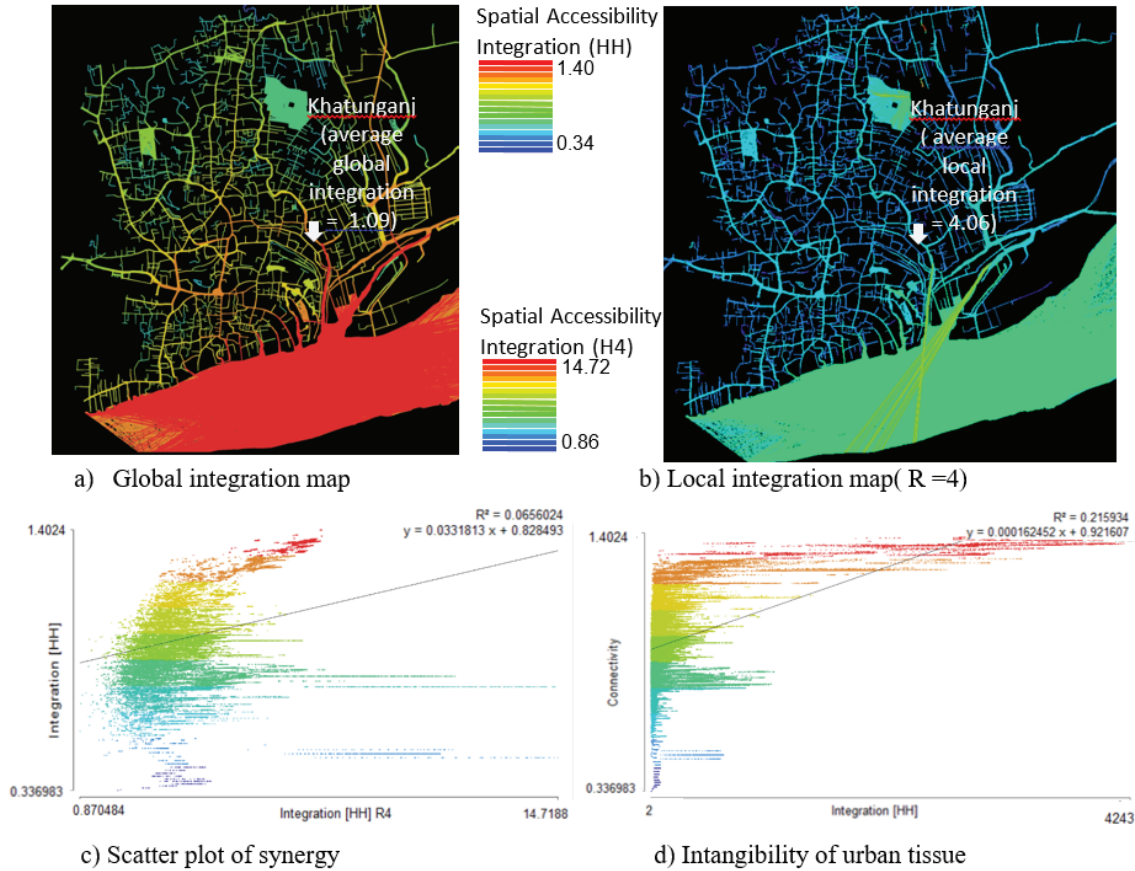 Spatial Accessibility
Integration (HH)
1.40
0.34
Khatunganj
(average
global
integration
= 1.09)
Khatunganj
( average
local
integration
= 4.06)
Spatial Accessibility
Integration (H4)
14.72
0.86
a) Global integration map
b) Local integration map( R =4)
R² = 0.0656024
y = 0.0331813 x + 0.828493
1.4024
Integration [HH]
0.336983
0.870484
Integration [HH] R4
14.7188
R² = 0.215934
y = 0.000162452 x + 0.921607
1.4024
Connectivity
0.336983
2
Integration [HH]
4243
c) Scatter plot of synergy
d) Intangibility of urban tissue